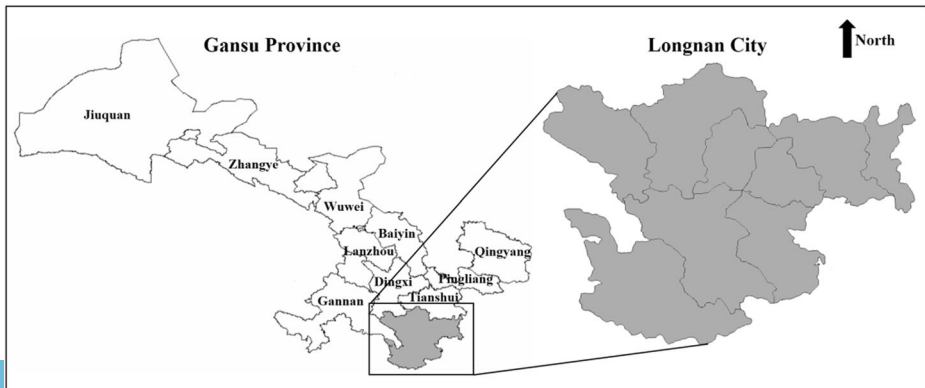 Gansu Province
Longnan City
North
Jiuquan
Zhangye
Wuwei
Baiyin
Lanzhou
Qingyang
Dingxi
Pingliang
Gannan
Tianshui